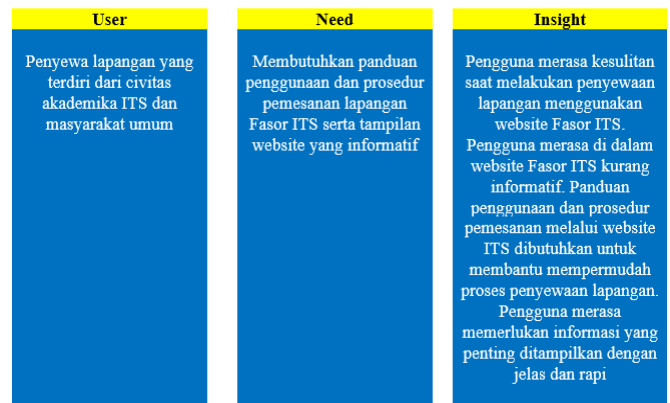 User
Penyewa lapangan yang
terdiri dari civitas
akademika ITS dan
masyarakat umum
Need
Membutuhkan panduan
penggunaan dan prosedur
pemesanan lapangan
Fasor ITS serta tampilan
website yang informatif
Insight
Pengguna merasa kesulitan
saat melakukan penyewaan
lapangan menggunakan
website Fasor ITS.
Pengguna merasa di dalam
website Fasor ITS kurang
informatif. Panduan
penggunaan dan prosedur
pemesanan melalui website
ITS dibutuhkan untuk
membantu mempermudah
proses penyewaan lapangan.
Pengguna merasa
memerlukan informasi yang
penting ditampilkan dengan
jelas dan rapi